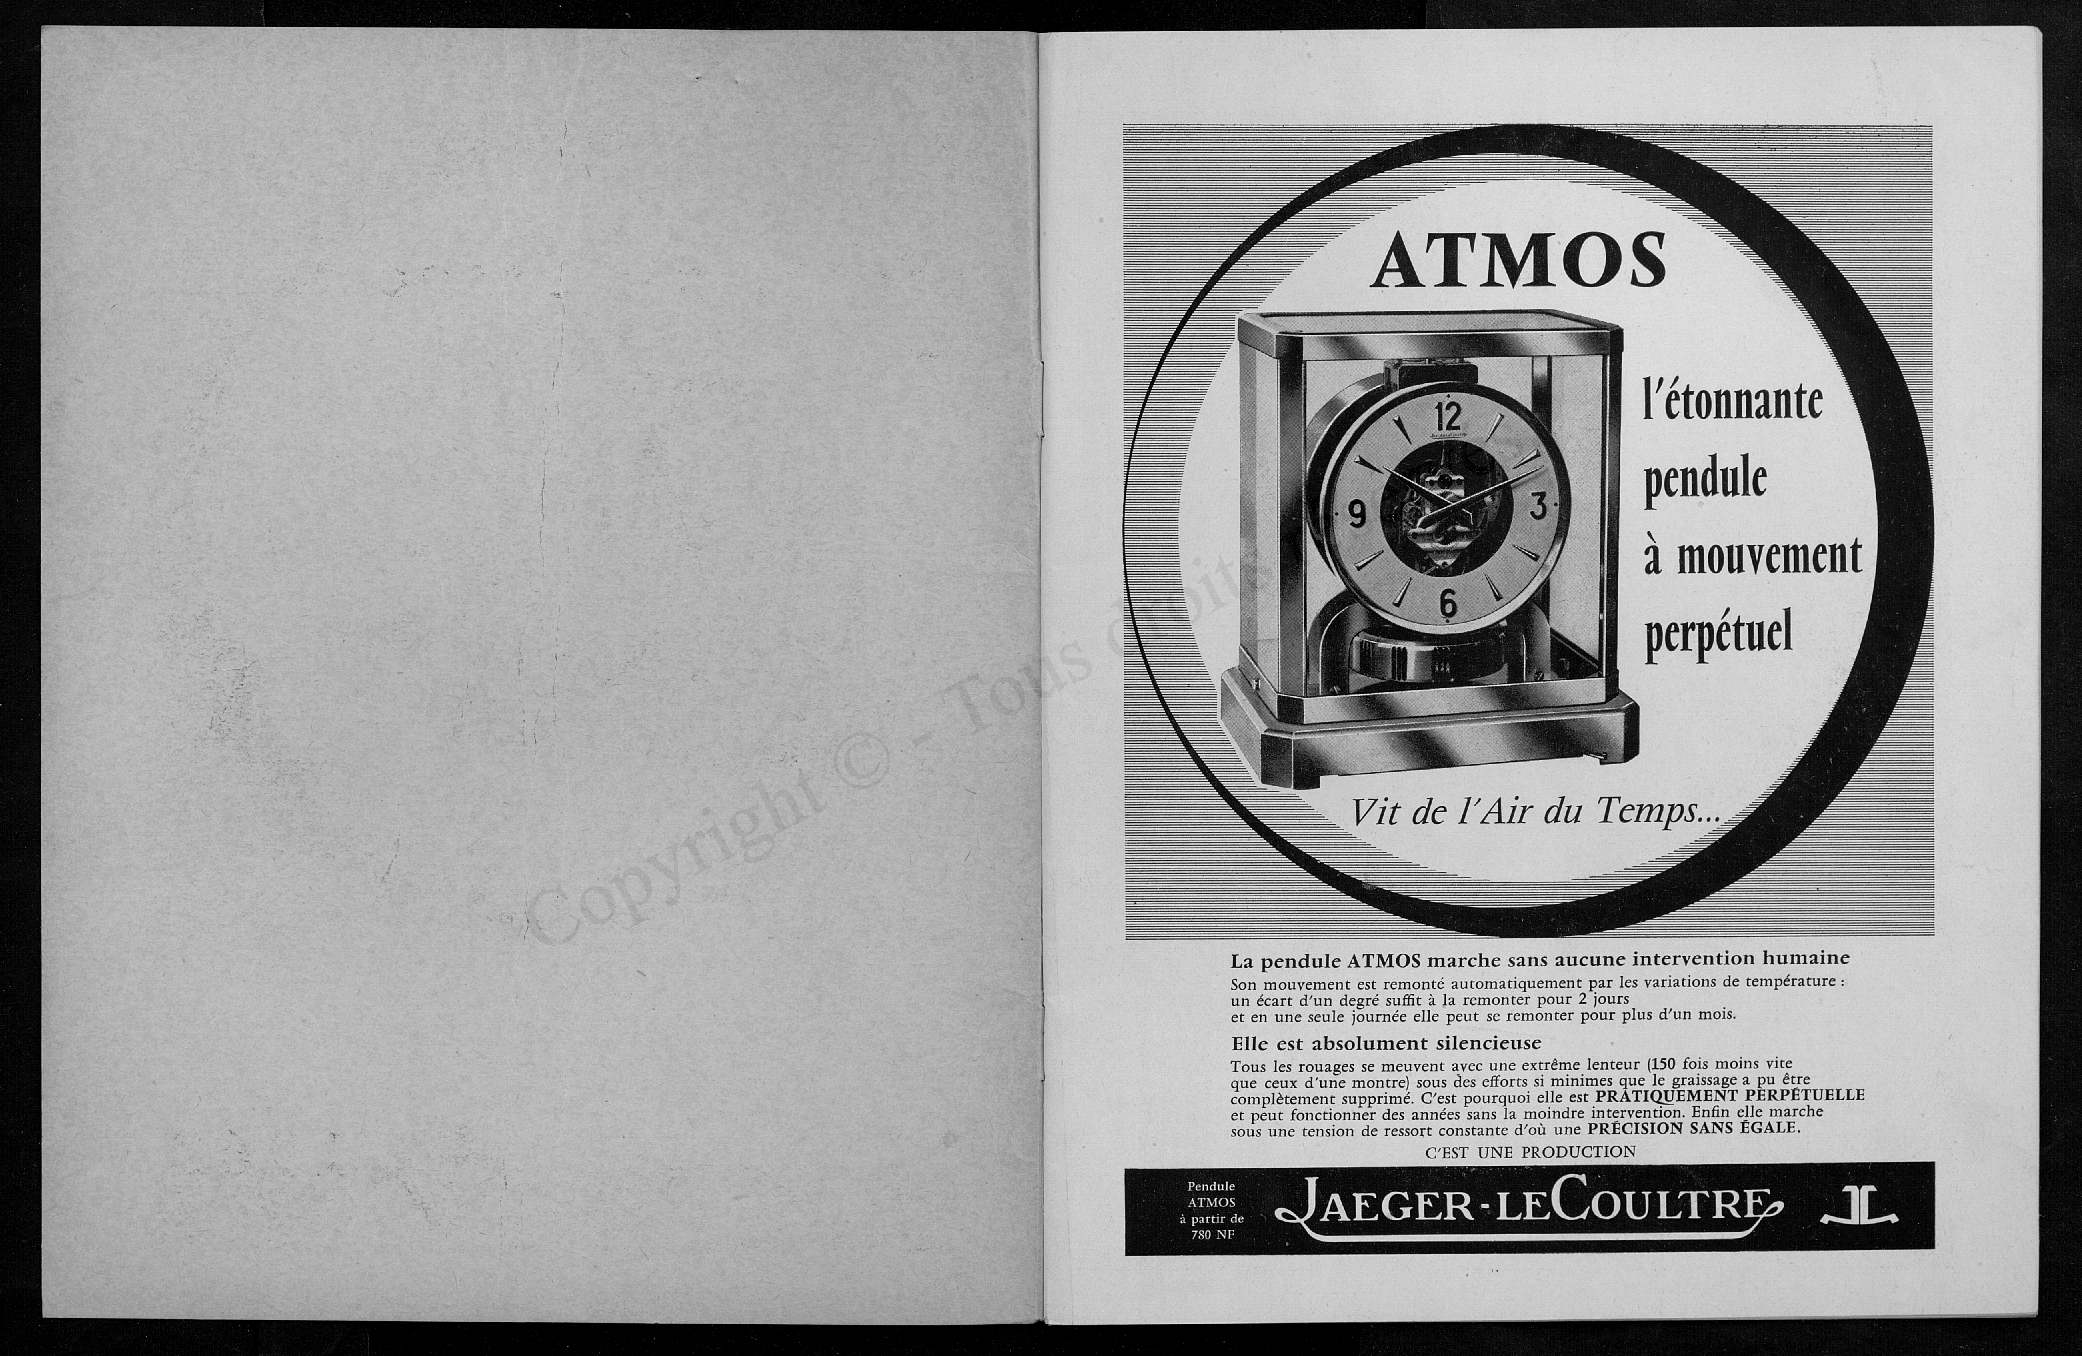 ATMOS
l'étonnante
pendule
à mouvement
perpétuel
12
9
3
6
Vit de l'Air du Temps...
La pendule ATMOS marche sans aucune intervention humaine
Son mouvement est remonté automatiquement par les variations de température :
un écart d'un degré suffit à la remonter pour 2 jours
et en une seule journée elle peut se remonter pour plus d'un mois.
Elle est absolument silencieuse
Tous les rouages se meuvent avec une extrême lenteur (150 fois moins vite
que ceux d'une montre) sous des efforts si minimes que le graissage a pu être
complètement supprimé. C'est pourquoi elle est PRATIQUEMENT PERPÉTUELLE
et peut fonctionner des années sans la moindre intervention. Enfin elle marche
sous une tension de ressort constante d'où une PRÉCISION SANS ÉGALE.
C'EST UNE PRODUCTION
Pendule
ATMOS
à partir de
780 NF
JAEGER-LECOULTRE
Copyright © - Tous droits